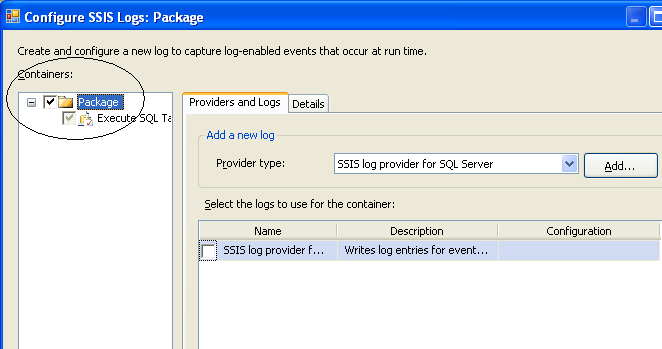 Configure SSIS Logs: Package
Create and configure a new log to capture log-enabled events that occur at run time.
Containers:
Package
Execute SQL Ta
Providers and Logs
Details
Add a new log
Provider type:
SSIS log provider for SQL Server
Add...
Select the logs to use for the container:
Name
Description
Configuration
SSIS log provider f...
Writes log entries for event...